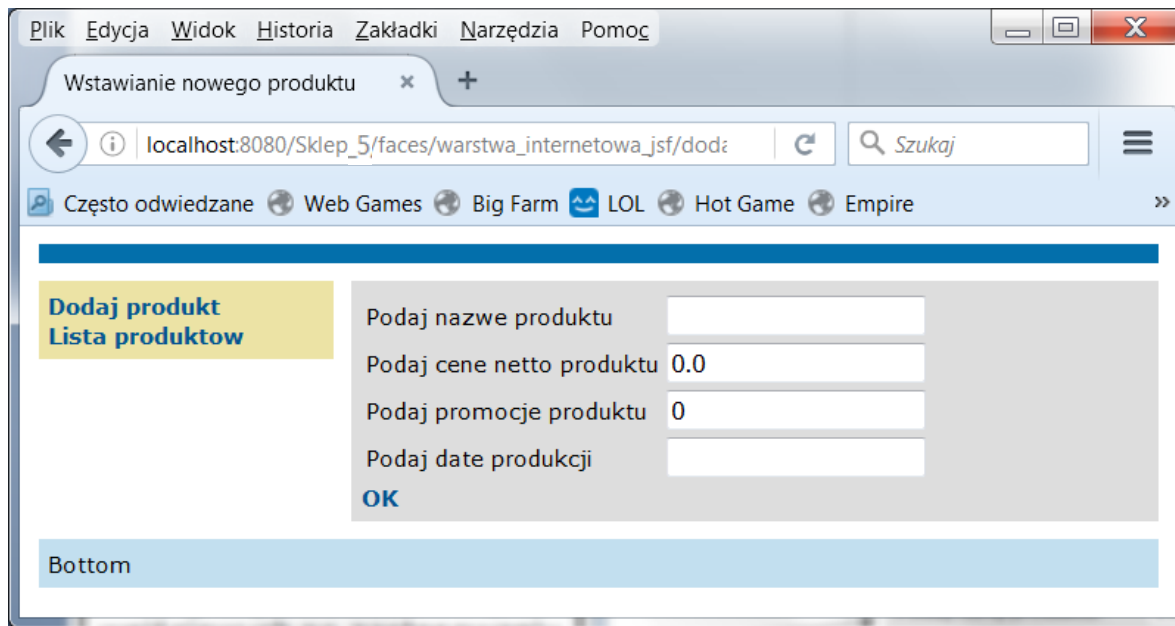 Plik Edycja Widok Historia Zakładki Narzędzia Pomoc
Wstawianie nowego produktu
localhost:8080/Sklep_5/faces/warstwa_internetowa_jsf/doda
Szukaj
Często odwiedzane Web Games Big Farm LOL Hot Game Empire
Dodaj produkt
Lista produktow
Podaj nazwe produktu
Podaj cene netto produktu 0.0
Podaj promocje produktu 0
Podaj date produkcji
OK
Bottom